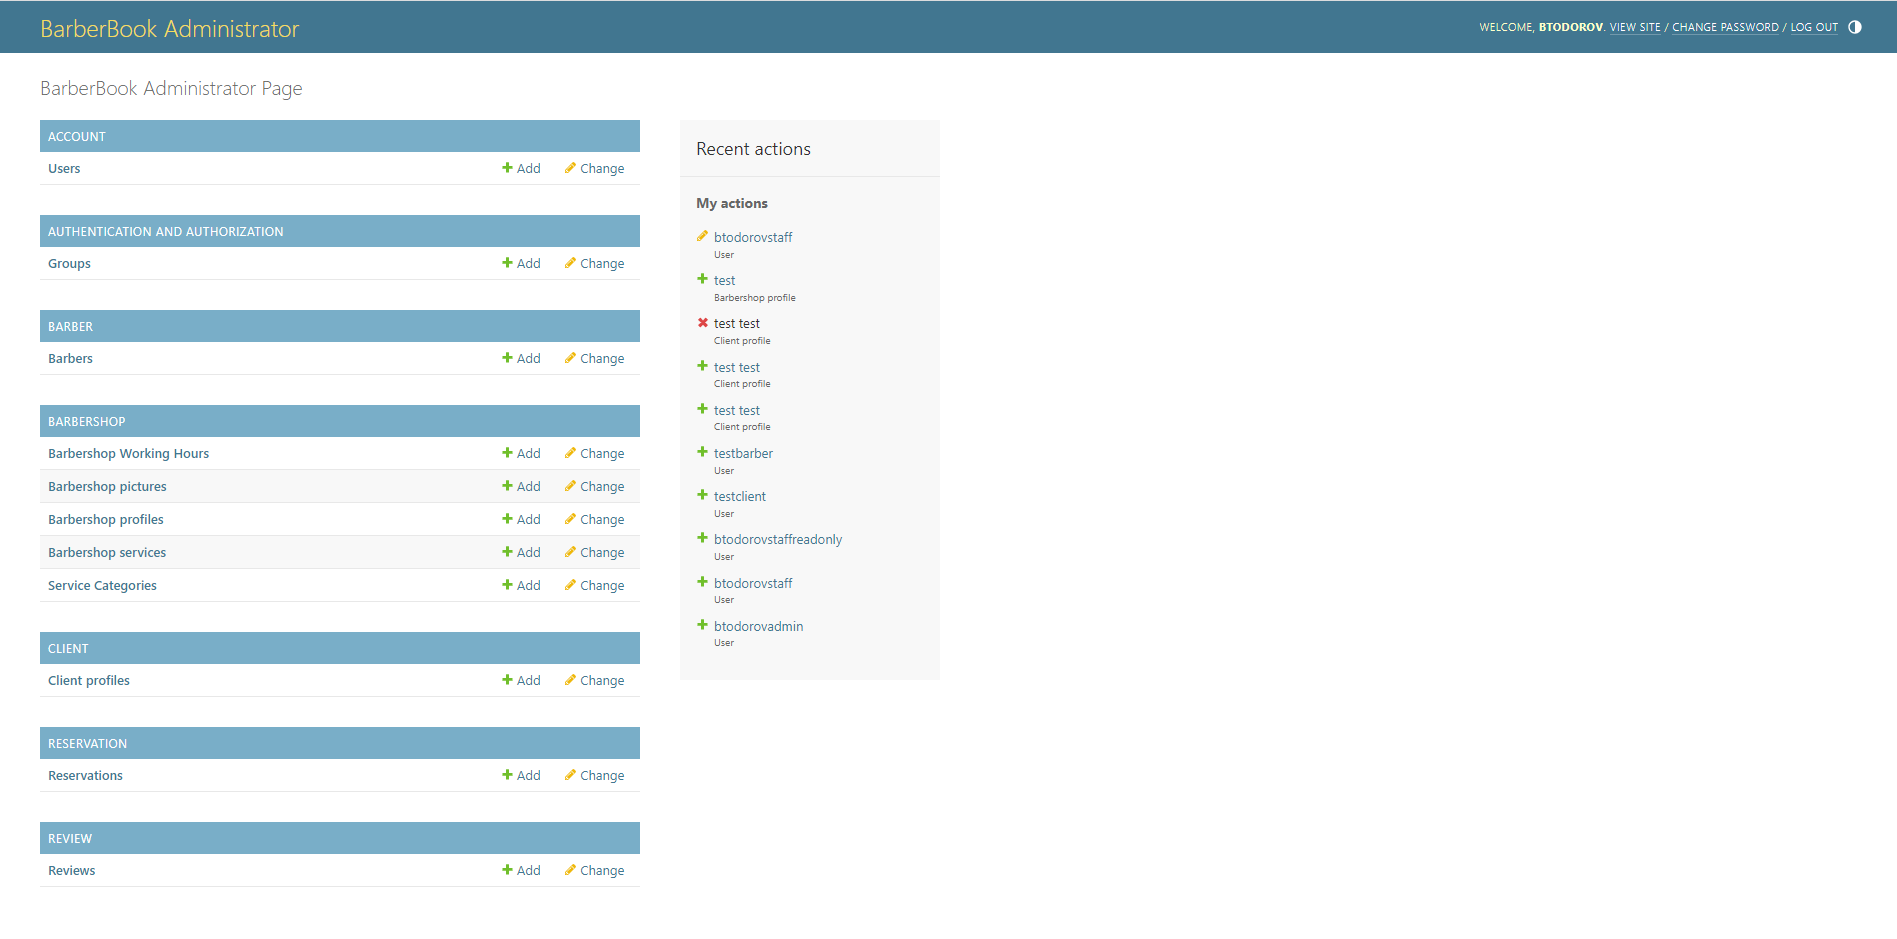 BarberBook Administrator
WELCOME, BTODOROV. VIEW SITE / CHANGE PASSWORD / LOG OUT
BarberBook Administrator Page
ACCOUNT
Users Add Change
AUTHENTICATION AND AUTHORIZATION
Groups Add Change
BARBER
Barbers Add Change
BARBERSHOP
Barbershop Working Hours Add Change
Barbershop pictures Add Change
Barbershop profiles Add Change
Barbershop services Add Change
Service Categories Add Change
CLIENT
Client profiles Add Change
RESERVATION
Reservations Add Change
REVIEW
Reviews Add Change
Recent actions
My actions
btodorovstaff
User
test
Barbershop profile
test test
Client profile
test test
Client profile
test test
Client profile
testbarber
User
testclient
User
btodorovstaffreadonly
User
btodorovstaff
User
btodorovadmin
User